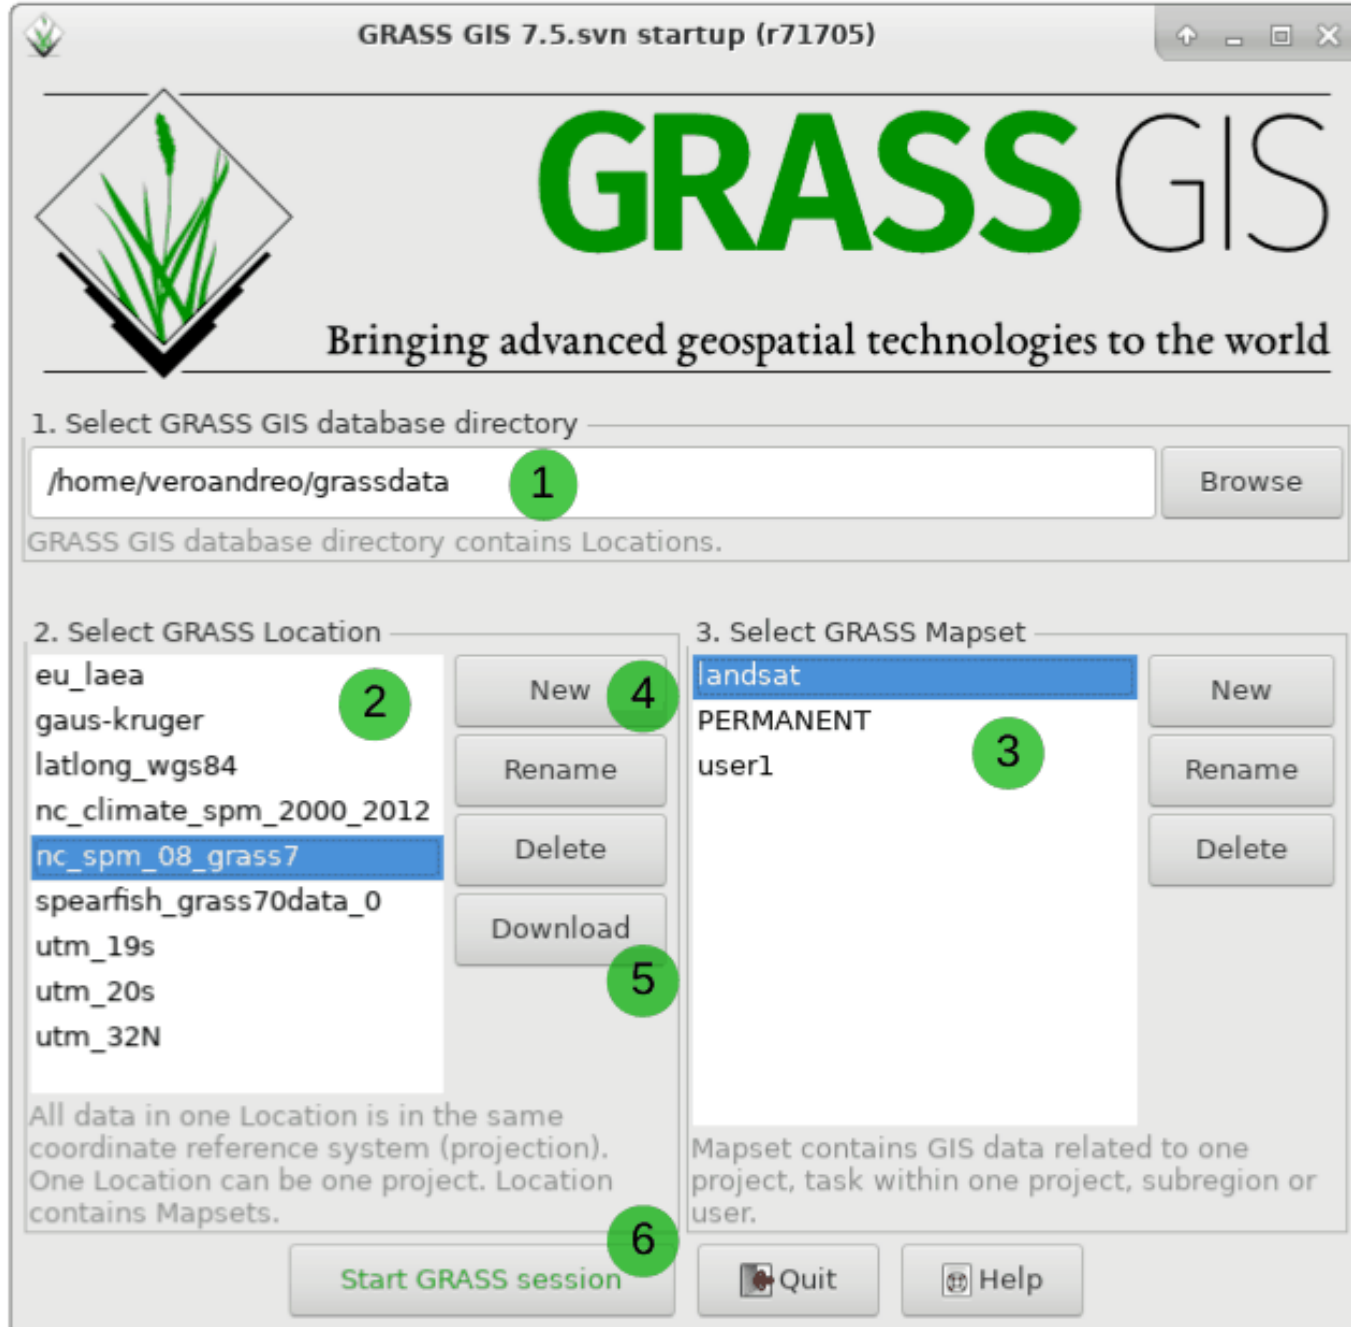 GRASS GIS 7.5.svn startup (r71705)
GRASS GIS
Bringing advanced geospatial technologies to the world
1. Select GRASS GIS database directory
/home/veroandreo/grassdata
1
Browse
GRASS GIS database directory contains Locations.
2. Select GRASS Location
eu_laea
gaus-kruger
latlong_wgs84
nc_climate_spm_2000_2012
nc_spm_08_grass7
spearfish_grass70data_0
utm_19s
utm_20s
utm_32N
2
New
4
Rename
Delete
Download
5
All data in one Location is in the same
coordinate reference system (projection).
One Location can be one project. Location
contains Mapsets.
3. Select GRASS Mapset
landsat
PERMANENT
user1
3
New
Rename
Delete
Mapset contains GIS data related to one
project, task within one project, subregion or
user.
6
Start GRASS session
Quit
Help